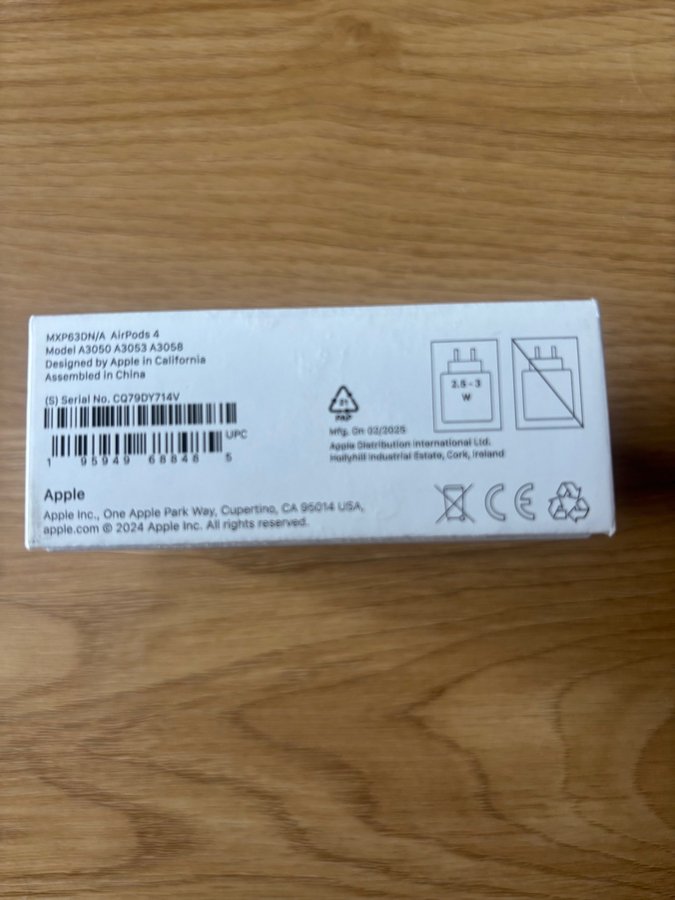 MXP63DN/A AirPods 4
Model A3050 A3053 A3058
Designed by Apple in California
Assembled in China
(S) Serial No. CQ79DY714V
UPC
1 95949 68848 5
Apple
Apple Inc., One Apple Park Way, Cupertino, CA 95014 USA,
apple.com © 2024 Apple Inc. All rights reserved.
21
PAP
Mfg. On 02/2025
Apple Distribution International Ltd.
Hollyhill Industrial Estate, Cork, Ireland
2.5 - 3
W
CE